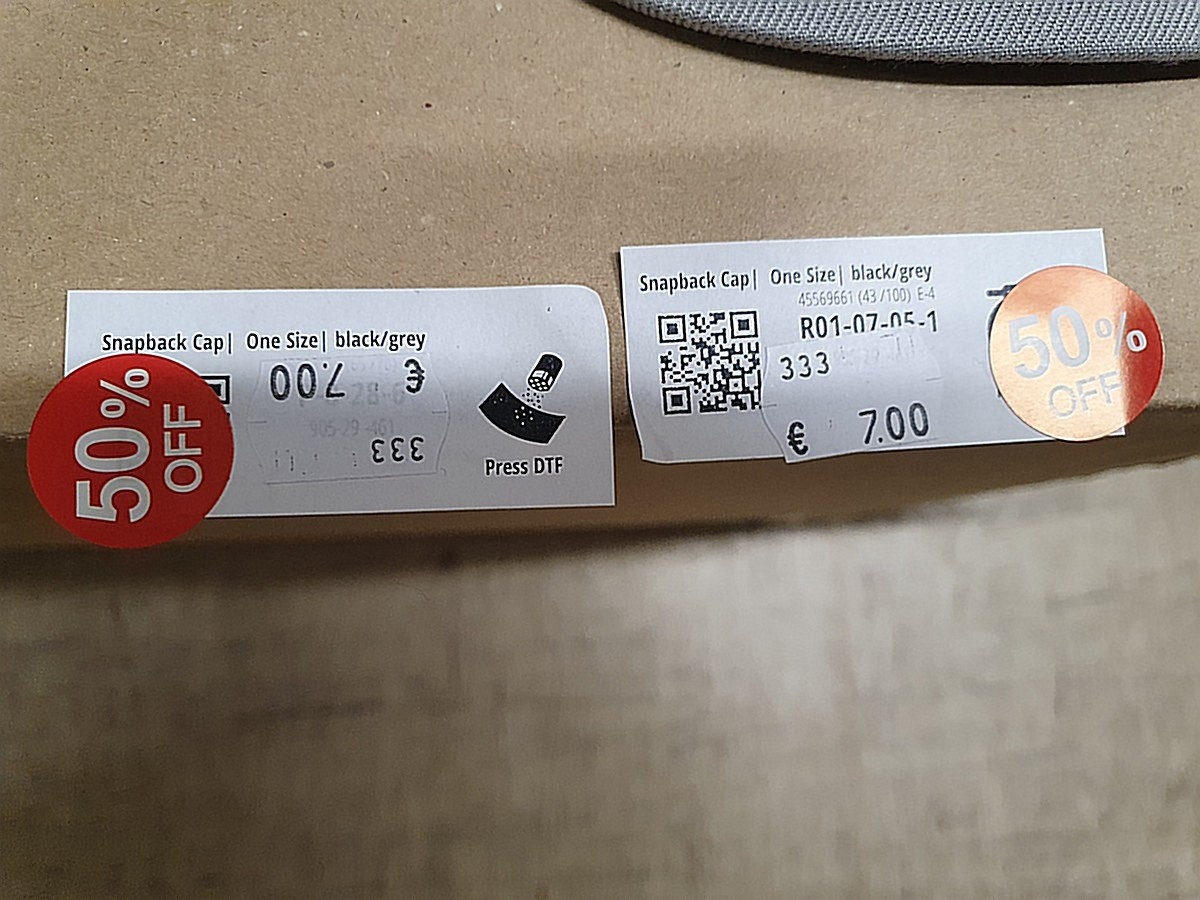 Snapback Cap| One Size| black/grey
€ 7.00
333
50%
OFF
Press DTF
Snapback Cap| One Size| black/grey
45569661 (43 /100) E-4
R01-07-05-1
333
€ 7.00
50%
OFF